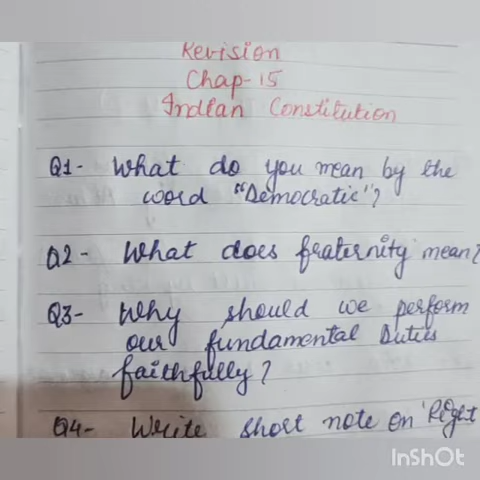 Revision
Chap-15
Indian Constitution
Q1- What do you mean by the
word "Democratic"?
Q2- What does fraternity mean?
Q3- Why should we perform
our fundamental Duties
faithfully?
Q4- Write short note on 'Right
InShOt